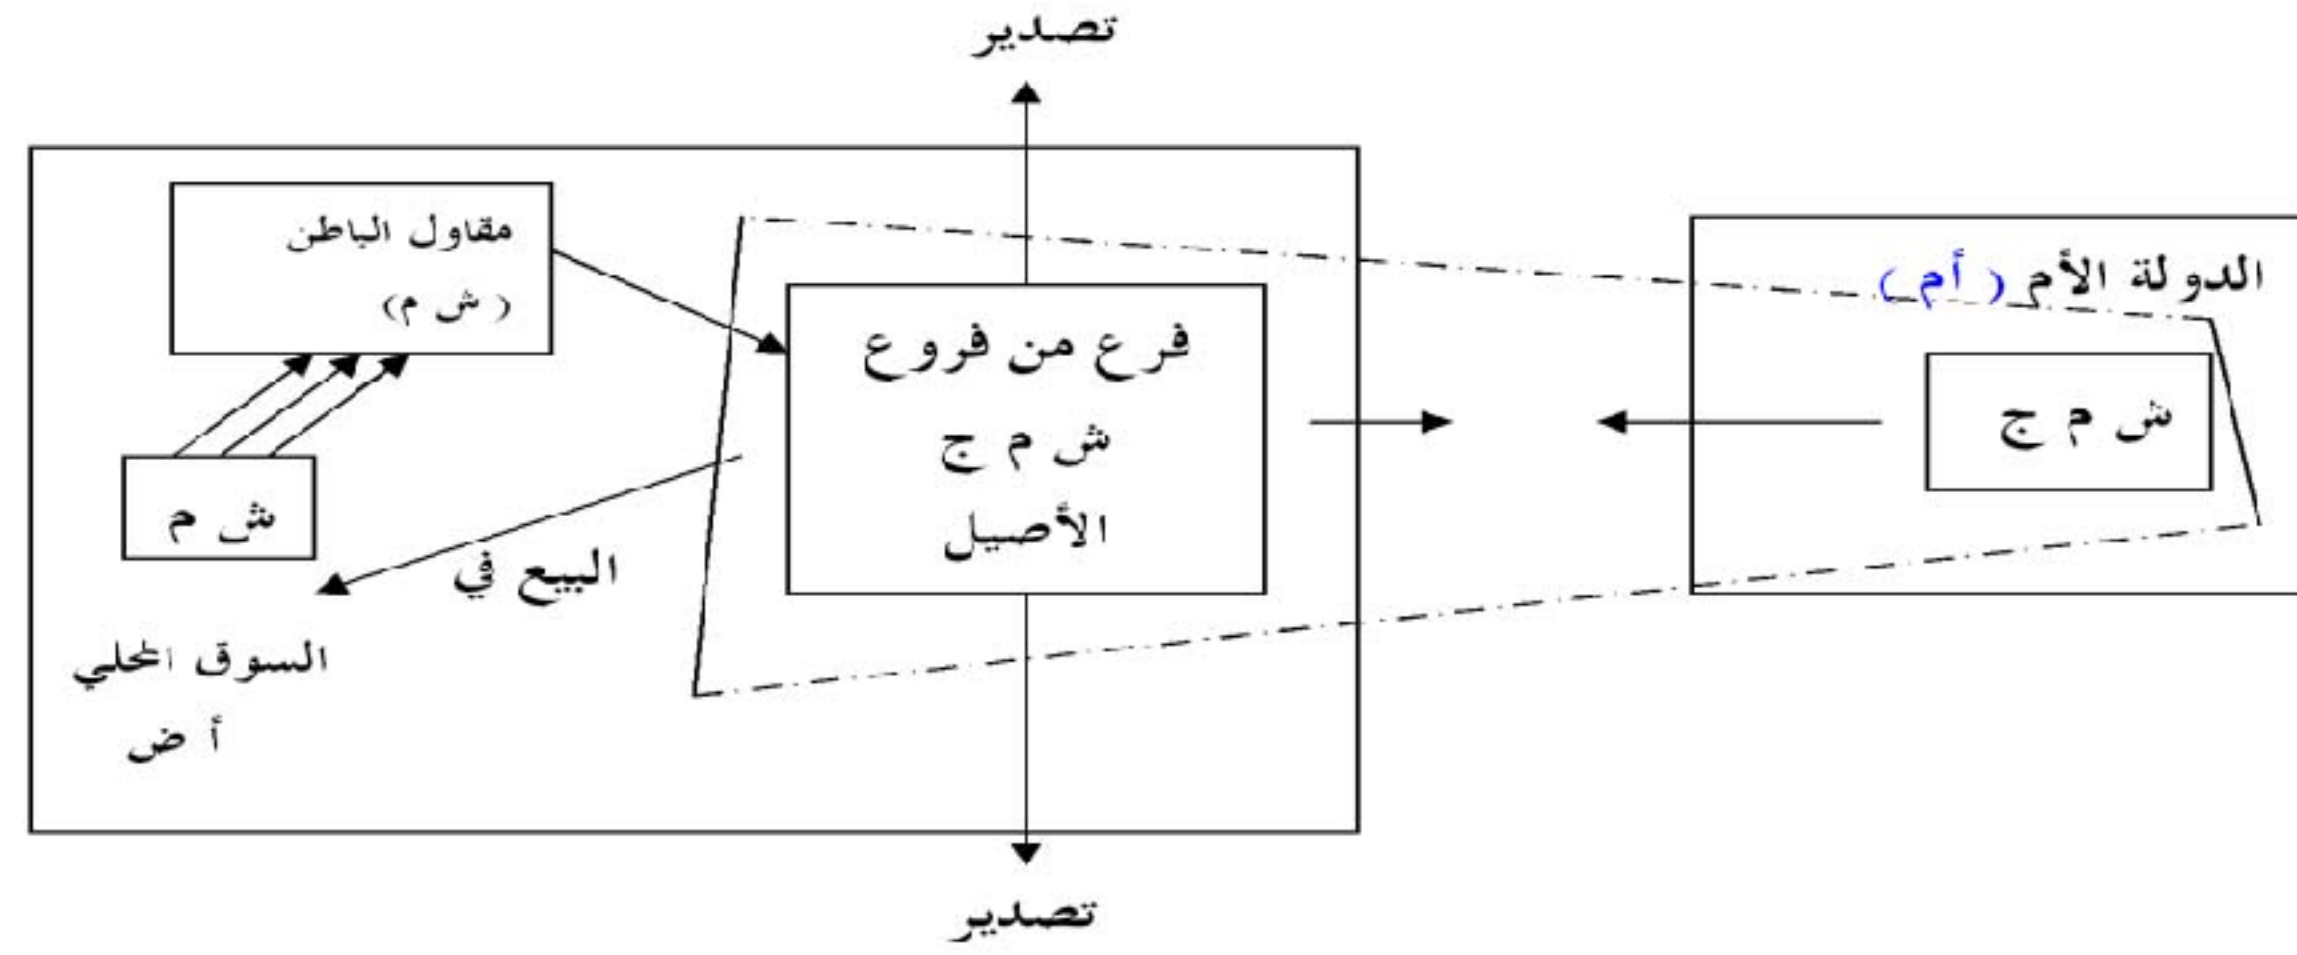 تصدير
الدولة الأم ( أم )
ش م ج
مقاول الباطن
( ش م)
فرع من فروع
ش م ج
الأصيل
ش م
البيع في
السوق المحلي
أ ض
تصدير